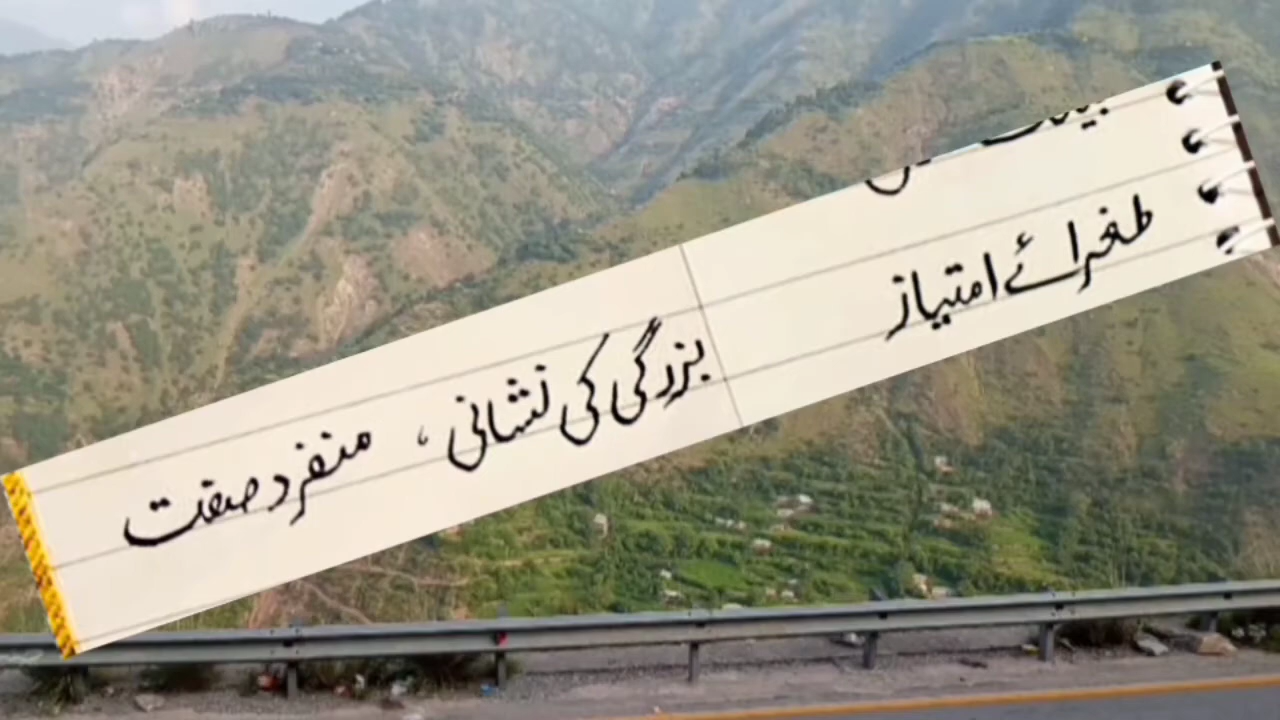 طغرائے امتیاز
بزرگی کی نشانی ، منفرد صفت